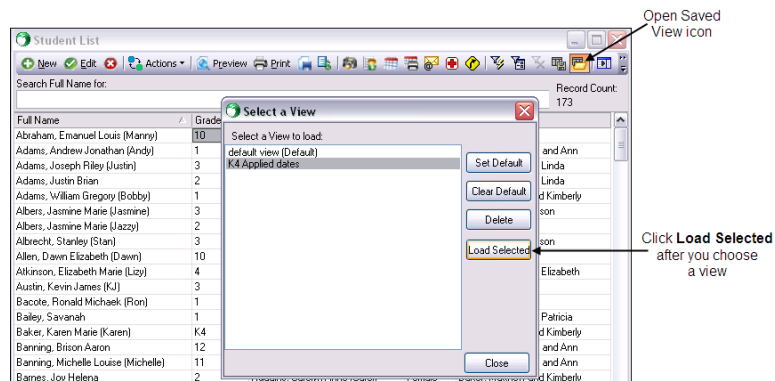 Open Saved
View icon
Student List
New Edit Actions Preview Print
Search Full Name for:
Record Count:
173
Full Name Grade
Abraham, Emanuel Louis (Manny) 10
Adams, Andrew Jonathan (Andy) 1 and Ann
Adams, Joseph Riley (Justin) 3 Linda
Adams, Justin Brian 2 Linda
Adams, William Gregory (Bobby) 1 d Kimberly
Albers, Jasmine Marie (Jasmine) 3 son
Albers, Jasmine Marie (Jazzy) 2
Albrecht, Stanley (Stan) 3 son
Allen, Dawn Elizabeth (Dawn) 10
Atkinson, Elizabeth Marie (Lizy) 4 Elizabeth
Austin, Kevin James (KJ) 3
Bacote, Ronald Michaek (Ron) 1
Bailey, Savanah 1 Patricia
Baker, Karen Marie (Karen) K4 d Kimberly
Banning, Brison Aaron 12 and Ann
Banning, Michelle Louise (Michelle) 11 and Ann
Barnes, Joy Helena 2 and Kimberly
Select a View
Select a View to load:
default view (Default)
K4 Applied dates
Set Default
Clear Default
Delete
Load Selected
Close
Click Load Selected
after you choose
a view